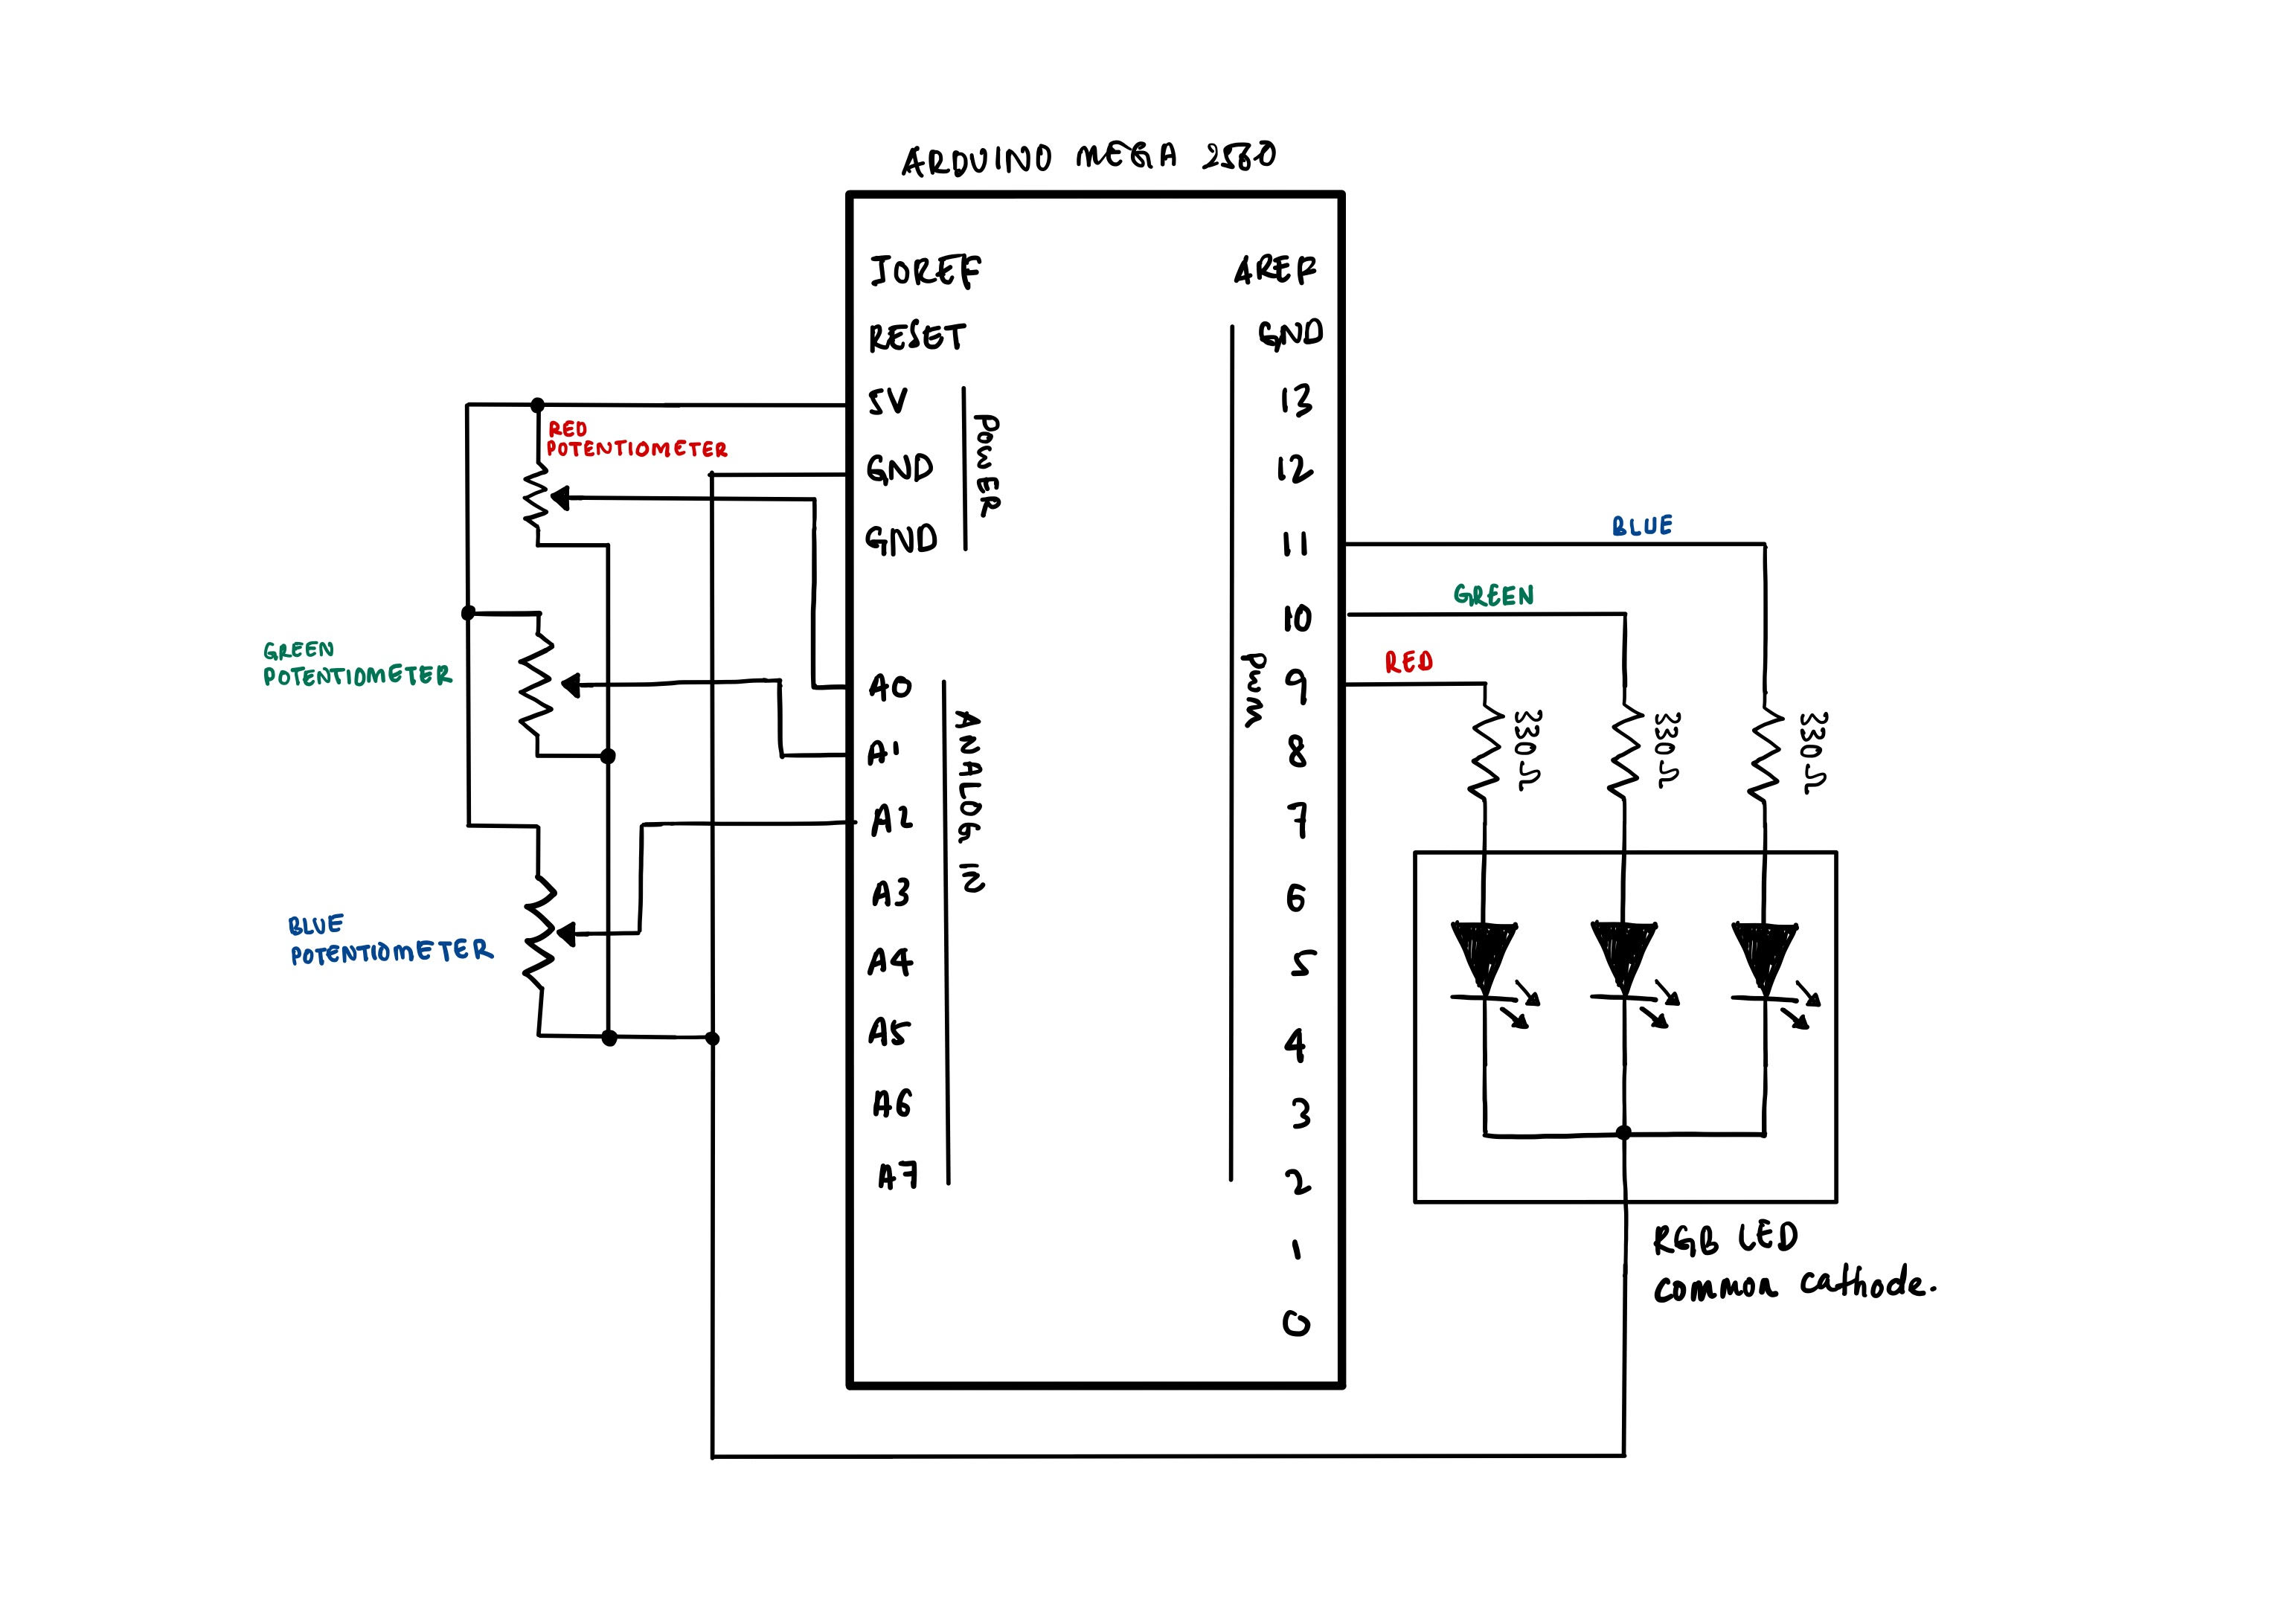 ARDUINO MEGA 2560
IOREF
RESET
5V
GND
GND
POWER
A0
A1
A2
A3
A4
A5
A6
A7
ANALOG IN
AREF
GND
13
12
11
10
9
8
7
6
5
4
3
2
1
0
PWM
RED
POTENTIOMETER
GREEN
POTENTIOMETER
BLUE
POTENTIOMETER
BLUE
GREEN
RED
330Ω
330Ω
330Ω
RGB LED
common cathode.